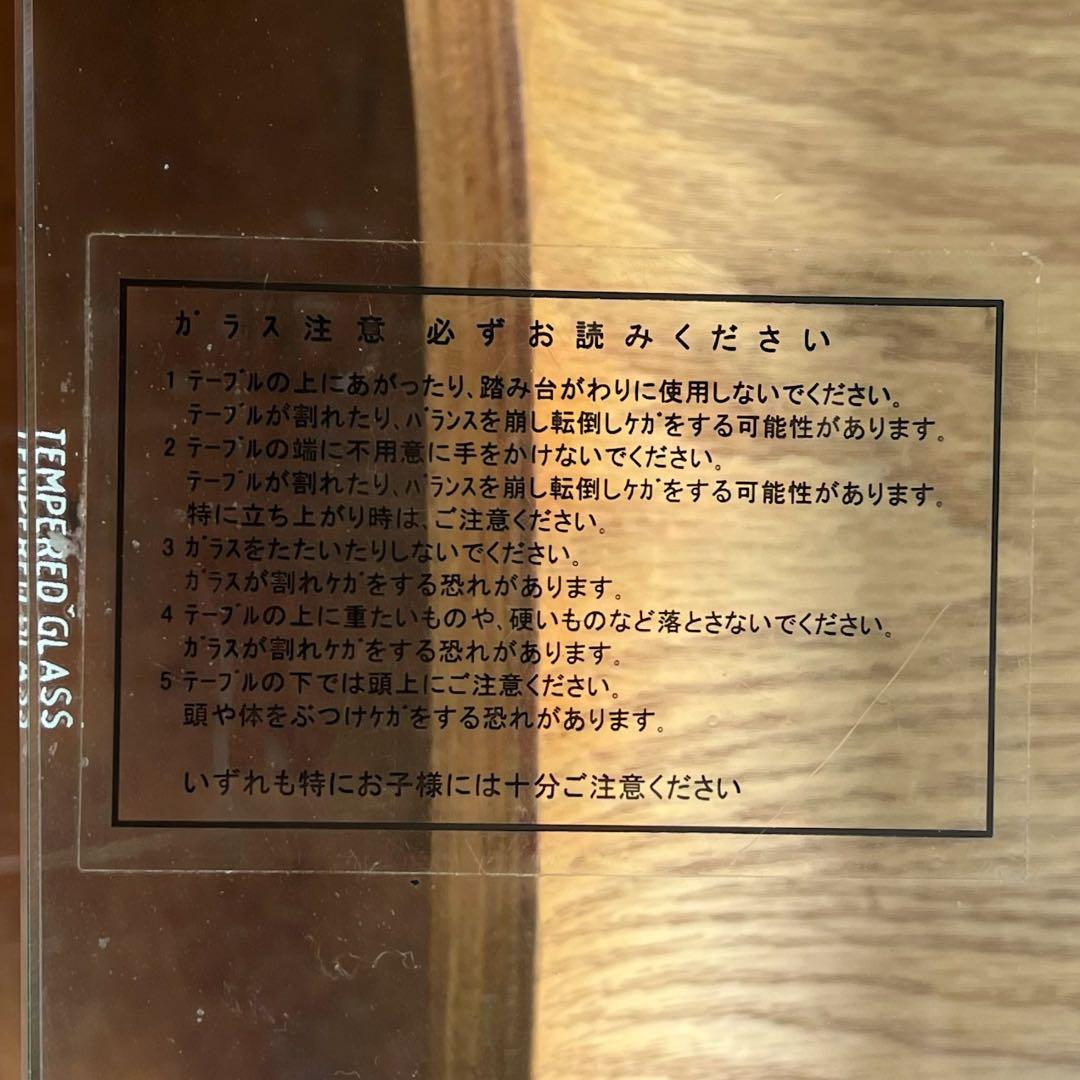 ｶﾞラス注意 必ずお読みください
1 ﾃｰﾌﾞﾙの上にあがったり、踏み台がわりに使用しないでください。
ﾃｰﾌﾞﾙが割れたり、ﾊﾞﾗﾝｽを崩し転倒しｹｶﾞをする可能性があります。
2 ﾃｰﾌﾞﾙの端に不用意に手をかけないでください。
ﾃｰﾌﾞﾙが割れたり、ﾊﾞﾗﾝｽを崩し転倒しｹｶﾞをする可能性があります。
特に立ち上がり時は、ご注意ください。
3 ｶﾞﾗｽをたたいたりしないでください。
ｶﾞﾗｽが割れｹｶﾞをする恐れがあります。
4 ﾃｰﾌﾞﾙの上に重たいものや、硬いものなど落とさないでください。
ｶﾞﾗｽが割れｹｶﾞをする恐れがあります。
5 ﾃｰﾌﾞﾙの下では頭上にご注意ください。
頭や体をぶつけｹｶﾞをする恐れがあります。
いずれも特にお子様には十分ご注意ください
TEMPERED GLASS